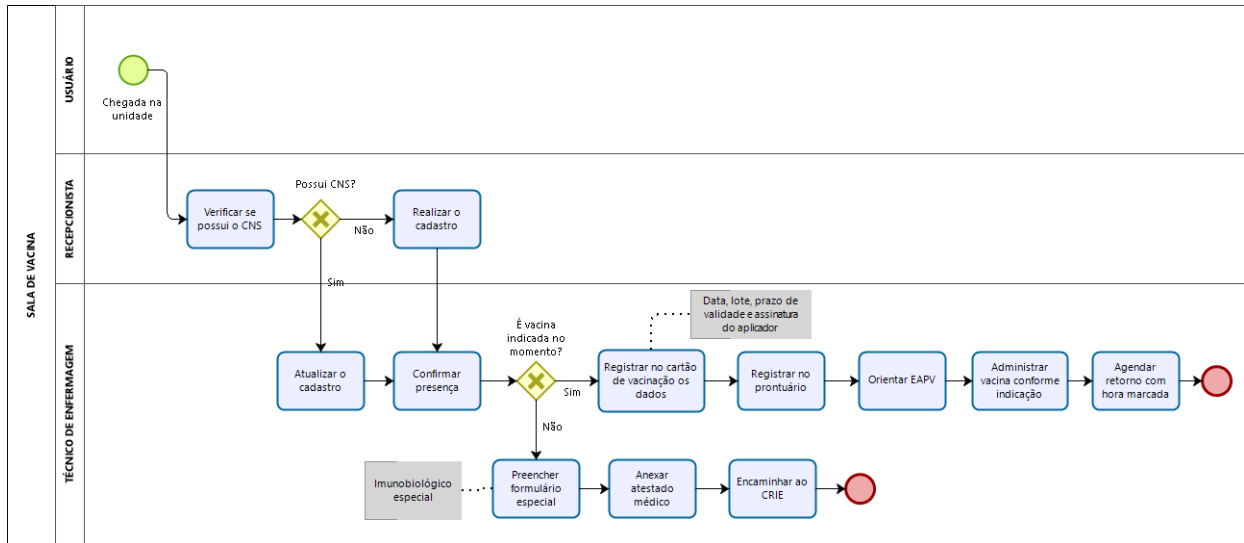 SALA DE VACINA
USUÁRIO
Chegada na
unidade
RECEPCIONISTA
Verificar se
possui o CNS
Possui CNS?
Não
Sim
Realizar o
cadastro
TÉCNICO DE ENFERMAGEM
Atualizar o
cadastro
Confirmar
presença
É vacina
indicada no
momento?
Sim
Não
Data, lote, prazo de
validade e assinatura
do aplicador
Registrar no cartão
de vacinação os
dados
Registrar no
prontuário
Orientar EAPV
Administrar
vacina conforme
indicação
Agendar
retorno com
hora marcada
Imunobiológico
especial
Preencher
formulário
especial
Anexar
atestado
médico
Encaminhar ao
CRIE